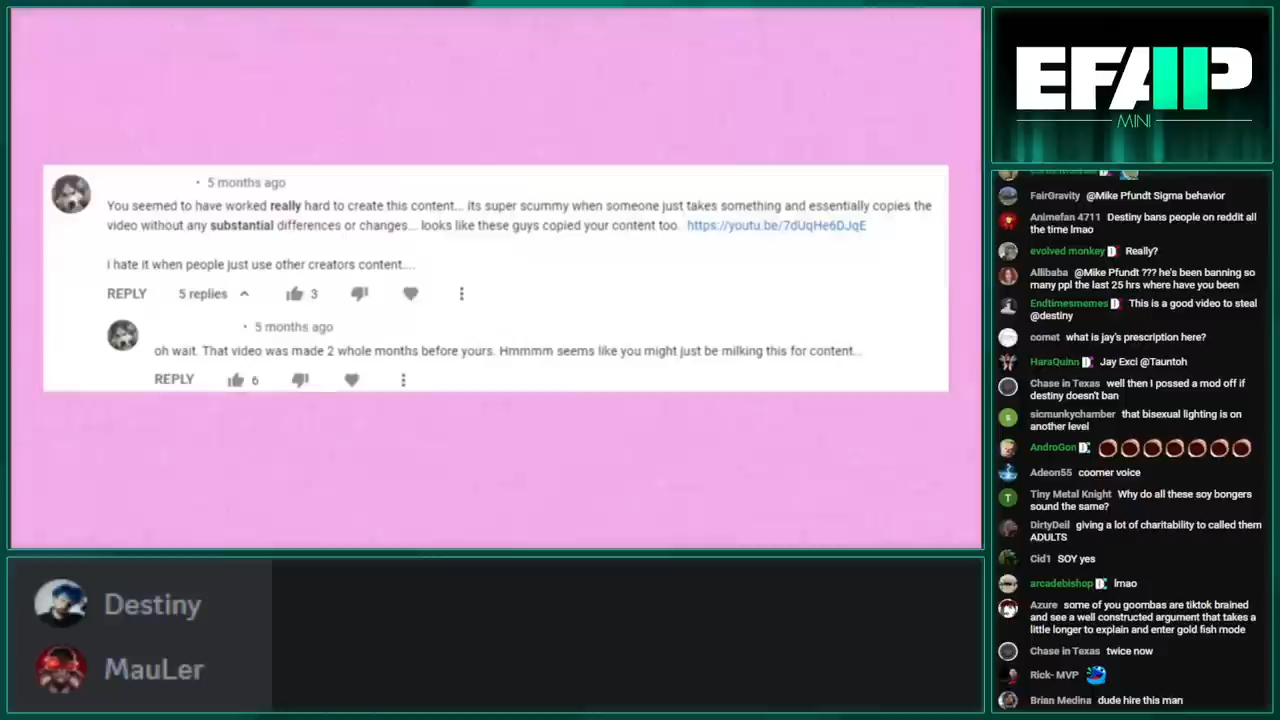 5 months ago
You seemed to have worked really hard to create this content... its super scummy when someone just takes something and essentially copies the
video without any substantial differences or changes... looks like these guys copied your content too. https://youtu.be/7dUqHe6DJqE
I hate it when people just use other creators content....
REPLY 5 replies 3
5 months ago
oh wait. That video was made 2 whole months before yours. Hmmmm seems like you might just be milking this for content...
REPLY 6
Destiny
MauLer
EFAP
MINI
FairGravity @Mike Pfundt Sigma behavior
Animefan 4711 Destiny bans people on reddit all
the time lmao
evolved monkey Really?
Allibaba @Mike Pfundt ??? he's been banning so
many ppl the last 25 hrs where have you been
Endtimesmemes This is a good video to steal
@destiny
comet what is jay's prescription here?
HaraQuinn Jay Exci @Tauntoh
Chase in Texas well then I possed a mod off if
destiny doesn't ban
sicmunkychamber that bisexual lighting is on
another level
AndroGon
Adeon55 coomer voice
Tiny Metal Knight Why do all these soy bongers
sound the same?
DirtyDeil giving a lot of charitability to called them
ADULTS
Cid1 SOY yes
arcadebishop lmao
Azure some of you goombas are tiktok brained
and see a well constructed argument that takes a
little longer to explain and enter gold fish mode
Chase in Texas twice now
Rick- MVP
Brian Medina dude hire this man